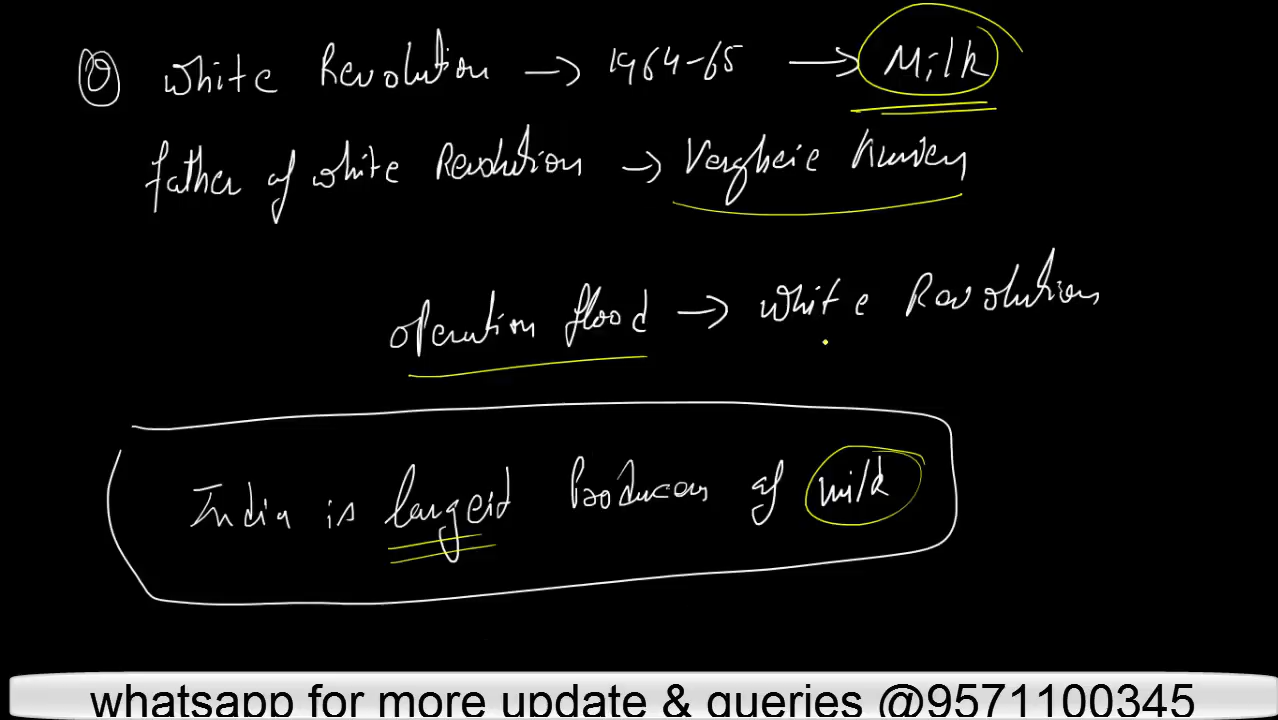 White Revolution → 1964-65 → Milk
father of white Revolution → Vergheie Kurien
operation flood → White Revolution
India is largest Producer of milk
whatsapp for more update & queries @9571100345